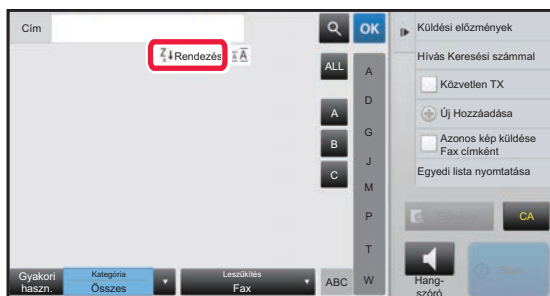 Cím
OK
Rendezés
ALL
A
B
C
A
D
G
J
M
P
T
W
ABC
Gyakori
haszn.
Kategória
Összes
Leszűkítés
Fax
Küldési előzmények
Hívás Keresési számmal
Közvetlen TX
Új Hozzáadása
Azonos kép küldése
Fax címként
Egyedi lista nyomtatása
CA
Hang-
szóró
Start